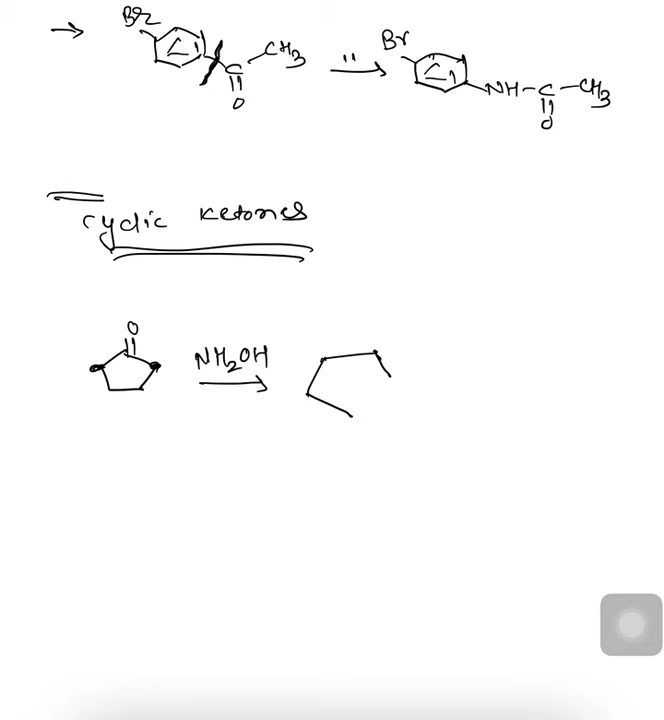 → Br C CH3 '' → Br NH-C-CH3
O O
cyclic ketones
O
NH2OH